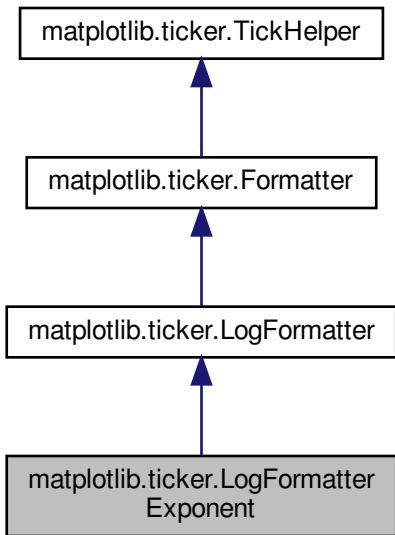 matplotlib.ticker.TickHelper
matplotlib.ticker.Formatter
matplotlib.ticker.LogFormatter
matplotlib.ticker.LogFormatter
Exponent